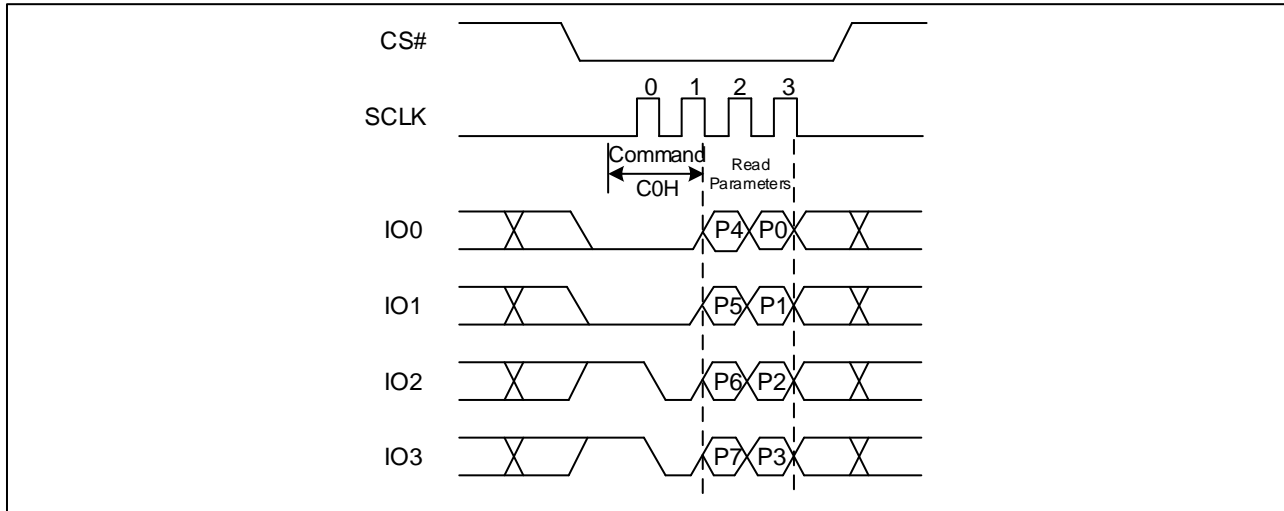 CS#
0 1 2 3
SCLK
Command Read
C0H Parameters
IO0 P4 P0
IO1 P5 P1
IO2 P6 P2
IO3 P7 P3